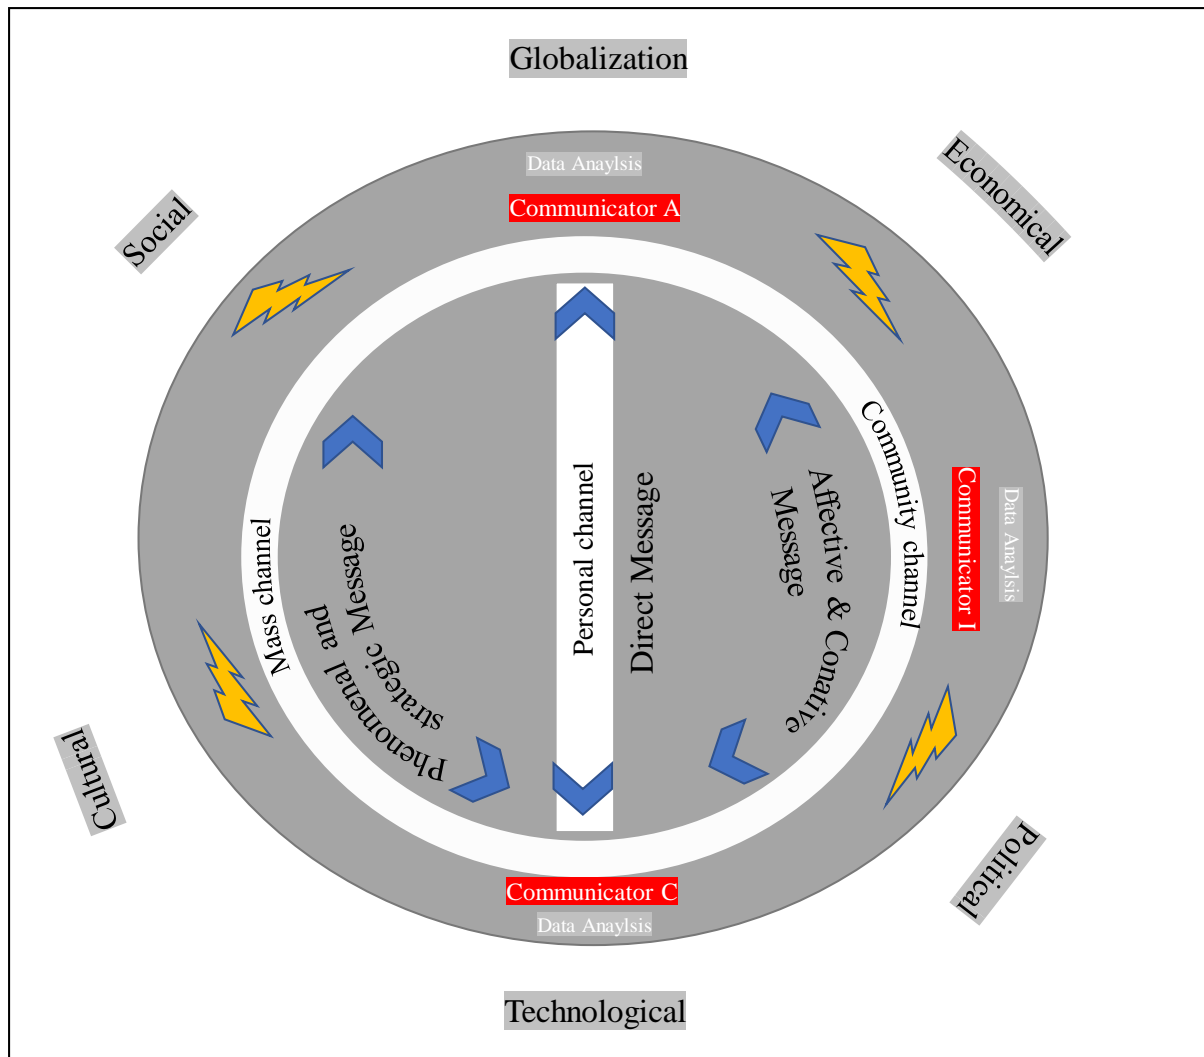 Globalization
Economical
Social
Data Anaylsis
Communicator A
Community channel
Affective & Conative
Message
Personal channel
Direct Message
Mass channel
Phenomenal and
strategic Message
Communicator I
Data Anaylsis
Cultural
Political
Communicator C
Data Anaylsis
Technological